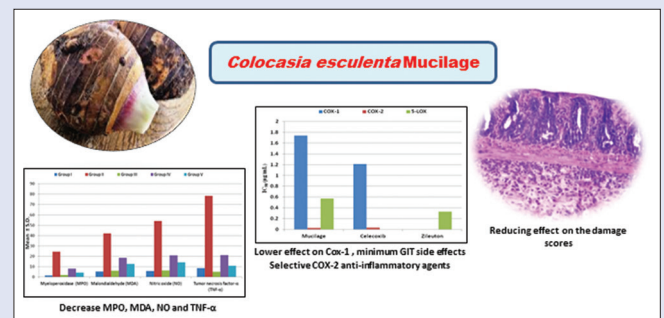 Colocasia esculenta Mucilage
COX-1 COX-2 5-LOX
2
1.8
1.6
1.4
1.2
1
0.8
0.6
0.4
0.2
0
Mucilage Celecoxib Zileuton
Group I Group II Group III Group IV Group V
Mean ± S.D.
90
80
70
60
50
40
30
20
10
0
Myeloperoxidase (MPO) Malondialdehyde (MDA) Nitric oxide (NO) Tumor necrosis factor-α (TNF-α)
Decrease MPO, MDA, NO and TNF-α
Lower effect on Cox-1 , minimum GIT side effects
Selective COX-2 anti-inflammatory agents
Reducing effect on the damage
scores